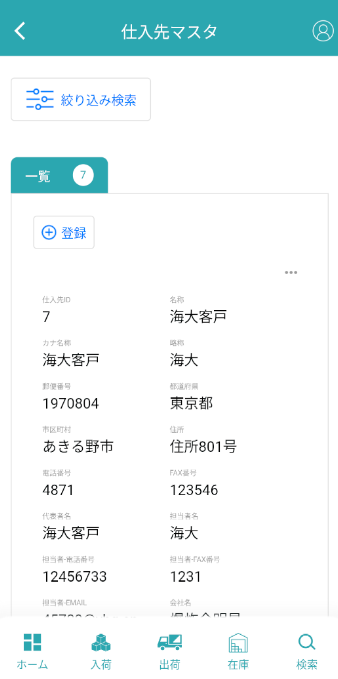 仕入先マスタ
絞り込み検索
一覧 7
登録
仕入先ID 名称
7 海大客戸
カナ名称 略称
海大客戸 海大
郵便番号 都道府県
1970804 東京都
市区町村 住所
あきる野市 住所801号
電話番号 FAX番号
4871 123546
代表者名 担当者名
海大客戸 海大
担当者-電話番号 担当者-FAX番号
12456733 1231
担当者-EMAIL 会社名
ホーム 入荷 出荷 在庫 検索